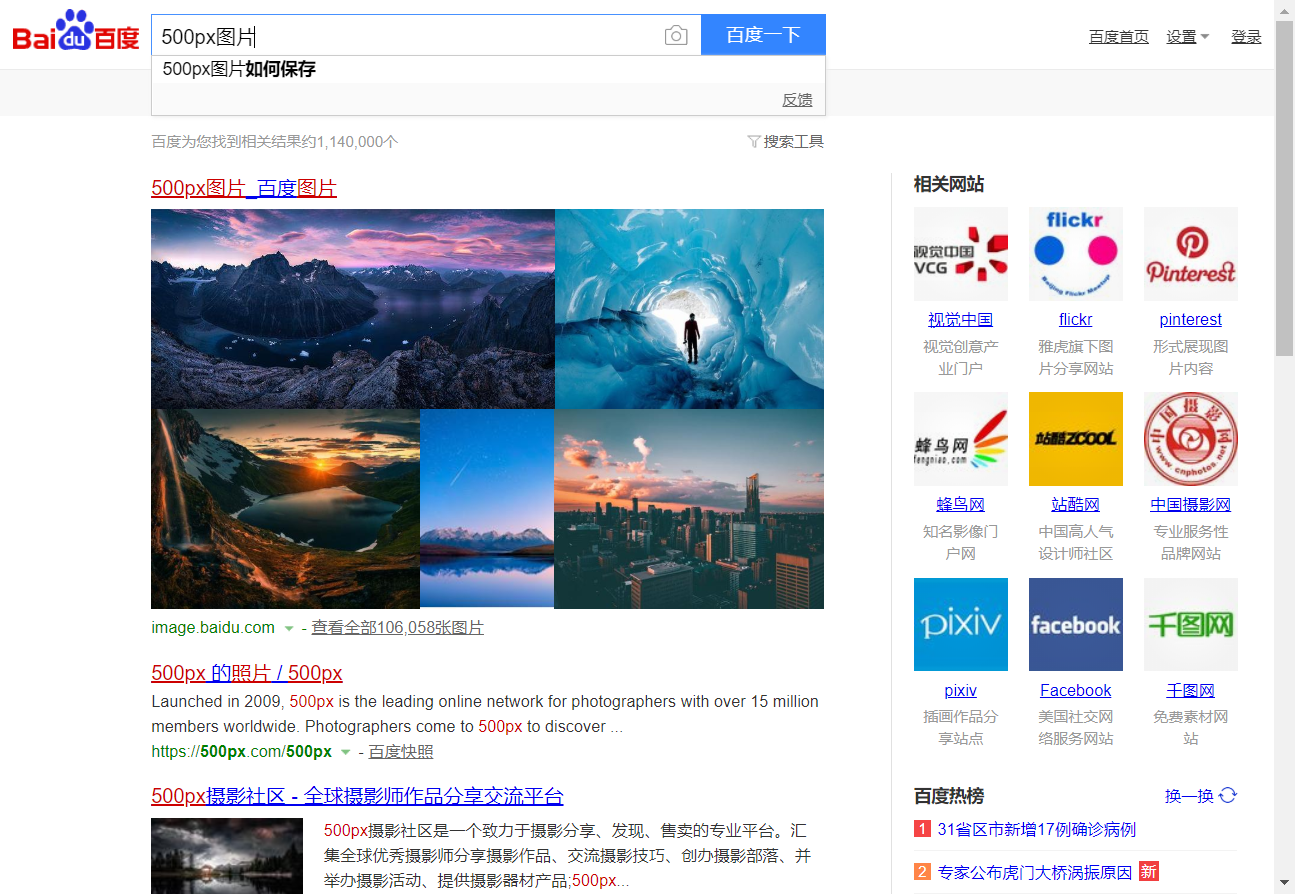 Bai du 百度
500px图片
百度一下
百度首页 设置 登录
500px图片如何保存
反馈
百度为您找到相关结果约1,140,000个
搜索工具
500px图片_百度图片
image.baidu.com - 查看全部106,058张图片
500px 的照片 / 500px
Launched in 2009, 500px is the leading online network for photographers with over 15 million
members worldwide. Photographers come to 500px to discover ...
https://500px.com/500px - 百度快照
500px摄影社区 - 全球摄影师作品分享交流平台
500px摄影社区是一个致力于摄影分享、发现、售卖的专业平台。汇
集全球优秀摄影师分享摄影作品、交流摄影技巧、创办摄影部落、并
举办摄影活动、提供摄影器材产品;500px...
相关网站
视觉中国
VCG
flickr
Beijing Flickr Meetup
Pinterest
视觉中国 flickr pinterest
视觉创意产 雅虎旗下图 形式展现图
业门户 片分享网站 片内容
蜂鸟网
fengniao.com
站酷ZCOOL
中国摄影网
www.cnphotos.net
蜂鸟网 站酷网 中国摄影网
知名影像门 中国高人气 专业服务性
户网 设计师社区 品牌网站
pixiv facebook 千图网
pixiv Facebook 千图网
插画作品分 美国社交网 免费素材网
享站点 络服务网站 站
百度热榜 换一换
1 31省区市新增17例确诊病例
2 专家公布虎门大桥涡振原因 新